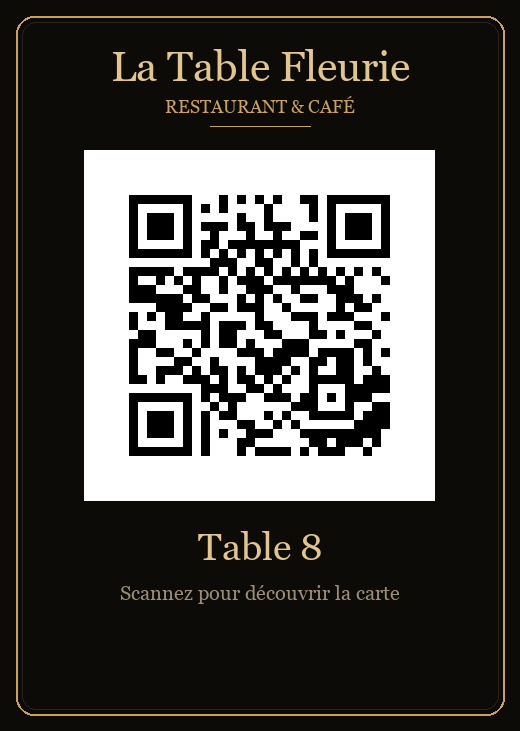 La Table Fleurie
RESTAURANT & CAFÉ
Table 8
Scannez pour découvrir la carte